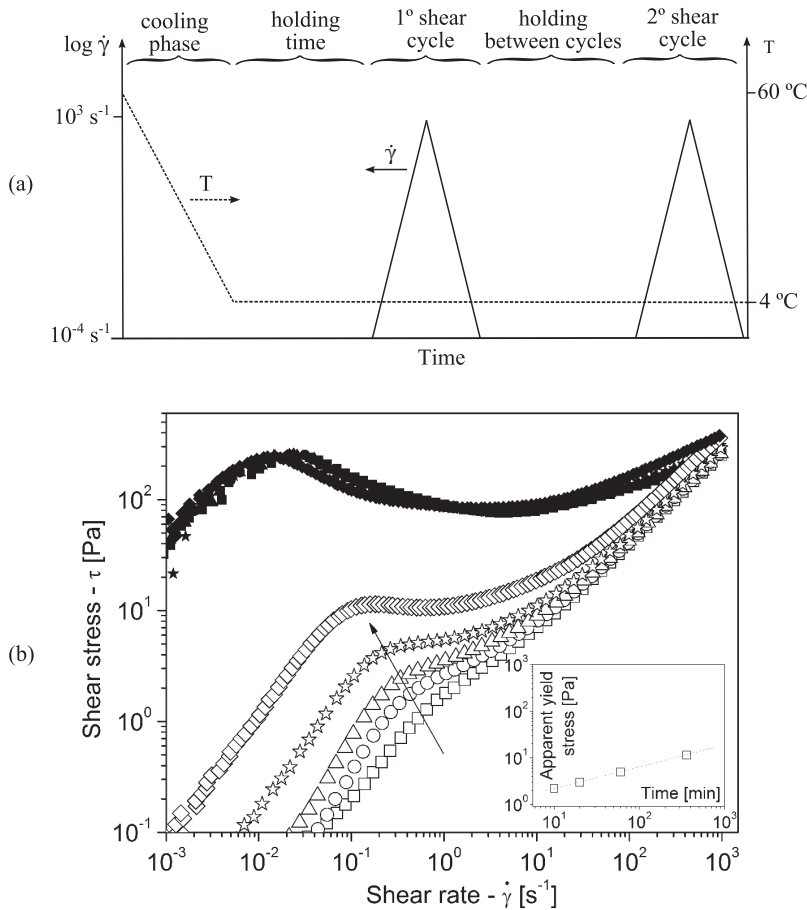 cooling phase
holding time
1º shear cycle
holding between cycles
2º shear cycle
log γ̇
T
10³ s⁻¹
60 ºC
(a)
γ̇
T
10⁻⁴ s⁻¹
4 ºC
Time
(b)
Shear stress - τ [Pa]
10²
10¹
10⁰
10⁻¹
10⁻³ 10⁻² 10⁻¹ 10⁰ 10¹ 10² 10³
Shear rate - γ̇ [s⁻¹]
Apparent yield stress [Pa]
10³
10²
10¹
10⁰
Time [min]
10¹ 10² 10³